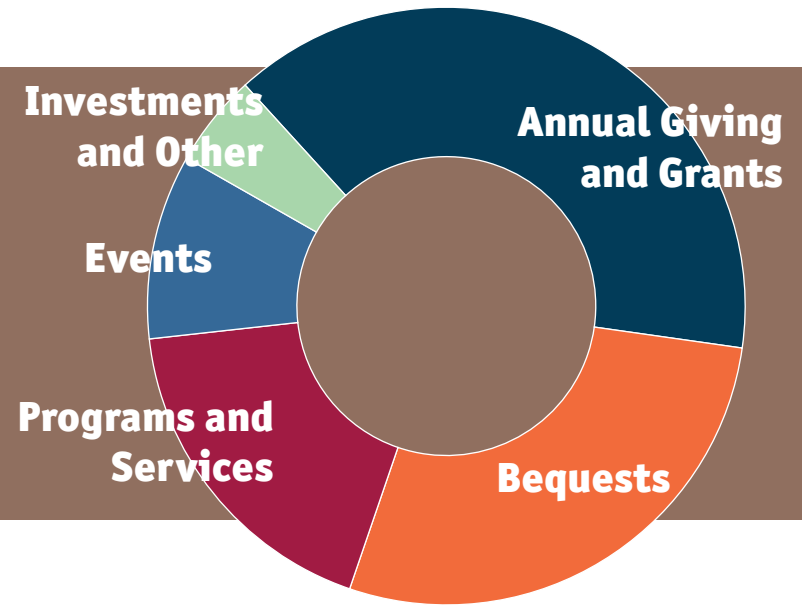 Investments
and Other
Annual Giving
and Grants
Events
Programs and
Services
Bequests